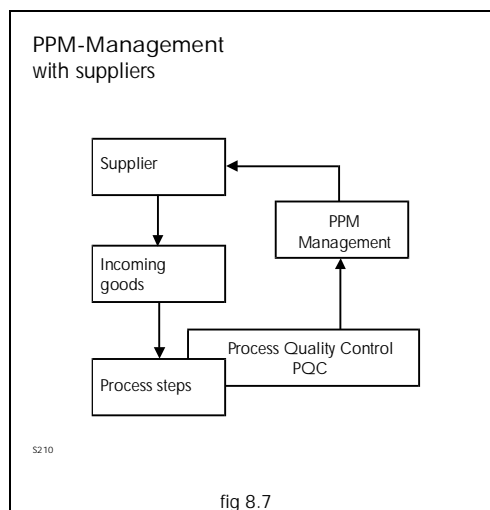 PPM-Management
with suppliers
Supplier
PPM
Management
Incoming
goods
Process Quality Control
PQC
Process steps
S210
fig 8.7